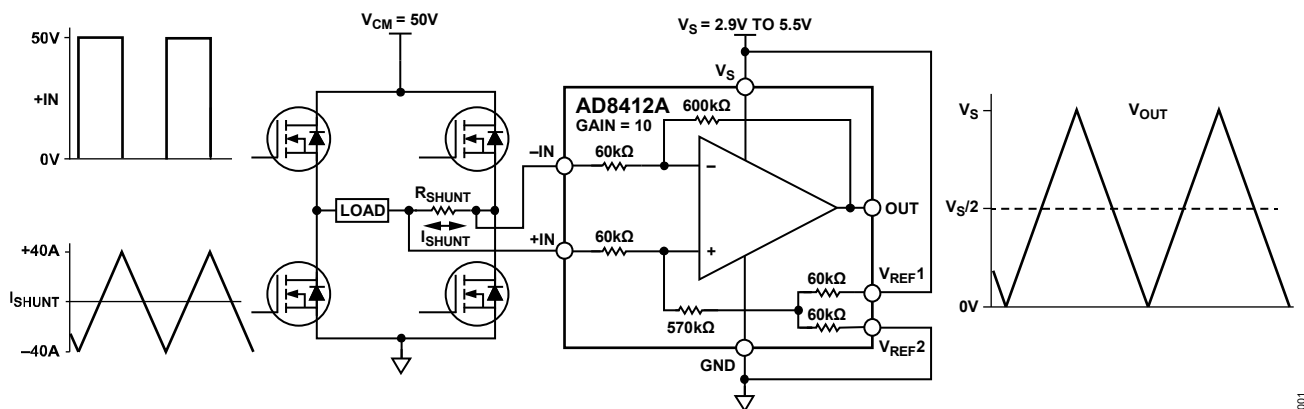 50V
+IN
0V
+40A
ISHUNT
–40A
VCM = 50V
LOAD
RSHUNT
ISHUNT
VS = 2.9V TO 5.5V
VS
AD8412A
GAIN = 10
600kΩ
–IN
60kΩ
–
+IN
60kΩ
+
OUT
60kΩ
VREF1
570kΩ
60kΩ
VREF2
GND
VS
VOUT
VS/2
0V
001